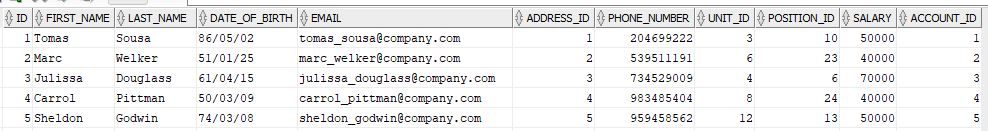 ID FIRST_NAME LAST_NAME DATE_OF_BIRTH EMAIL ADDRESS_ID PHONE_NUMBER UNIT_ID POSITION_ID SALARY ACCOUNT_ID
1 Tomas Sousa 86/05/02 tomas_sousa@company.com 1 204699222 3 10 50000 1
2 Marc Welker 51/01/25 marc_welker@company.com 2 539511191 6 23 40000 2
3 Julissa Douglass 61/04/15 julissa_douglass@company.com 3 734529009 4 6 70000 3
4 Carrol Pittman 50/03/09 carrol_pittman@company.com 4 983485404 8 24 40000 4
5 Sheldon Godwin 74/03/08 sheldon_godwin@company.com 5 959458562 12 13 50000 5